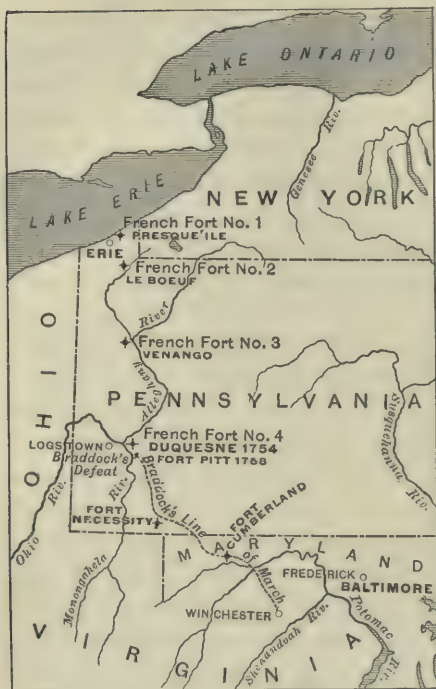 LAKE ONTARIO
Genesee Riv.
LAKE ERIE
NEW YORK
French Fort No. 1
PRESQUE'ILE
ERIE
French Fort No. 2
LE BOEUF
River
Alleghany
French Fort No. 3
VENANGO
OHIO
PENNSYLVANIA
Susquehanna Riv.
French Fort No. 4
DUQUESNE 1754
FORT PITT 1768
LOGSTOWN
Braddock's
Defeat
Riv.
Braddock's Line of March
FORT
NECESSITY
FORT
CUMBERLAND
Ohio Riv.
Monongahela
MARYLAND
FREDERICK
BALTIMORE
WINCHESTER
Shenandoah Riv.
Potomac Riv.
VIRGINIA